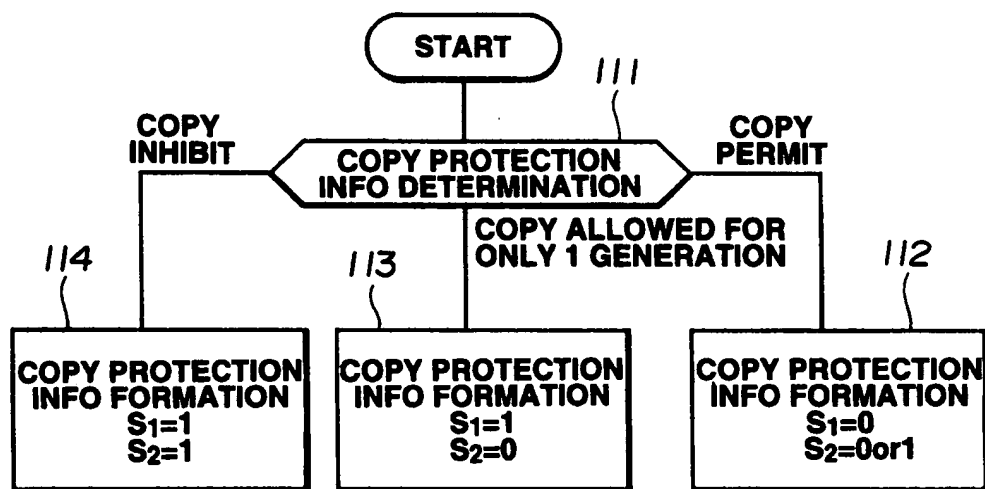 START
111
COPY
INHIBIT
COPY PROTECTION
INFO DETERMINATION
COPY
PERMIT
COPY ALLOWED FOR
ONLY 1 GENERATION
114
COPY PROTECTION
INFO FORMATION
S1=1
S2=1
113
COPY PROTECTION
INFO FORMATION
S1=1
S2=0
112
COPY PROTECTION
INFO FORMATION
S1=0
S2=0or1